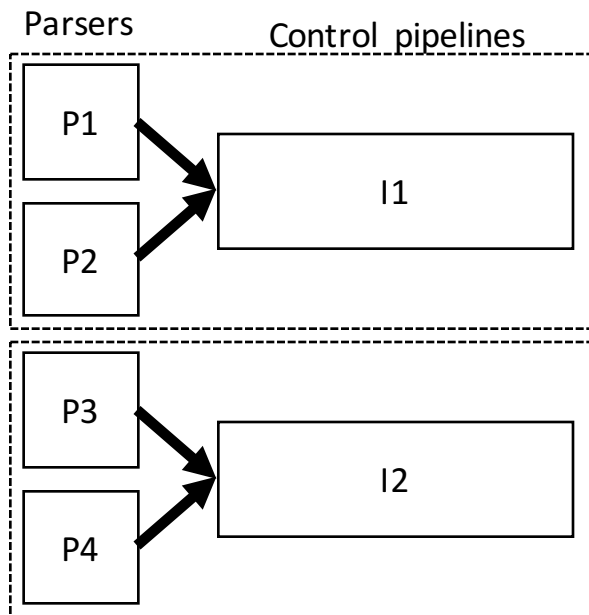 Parsers
Control pipelines
P1
I1
P2
P3
I2
P4